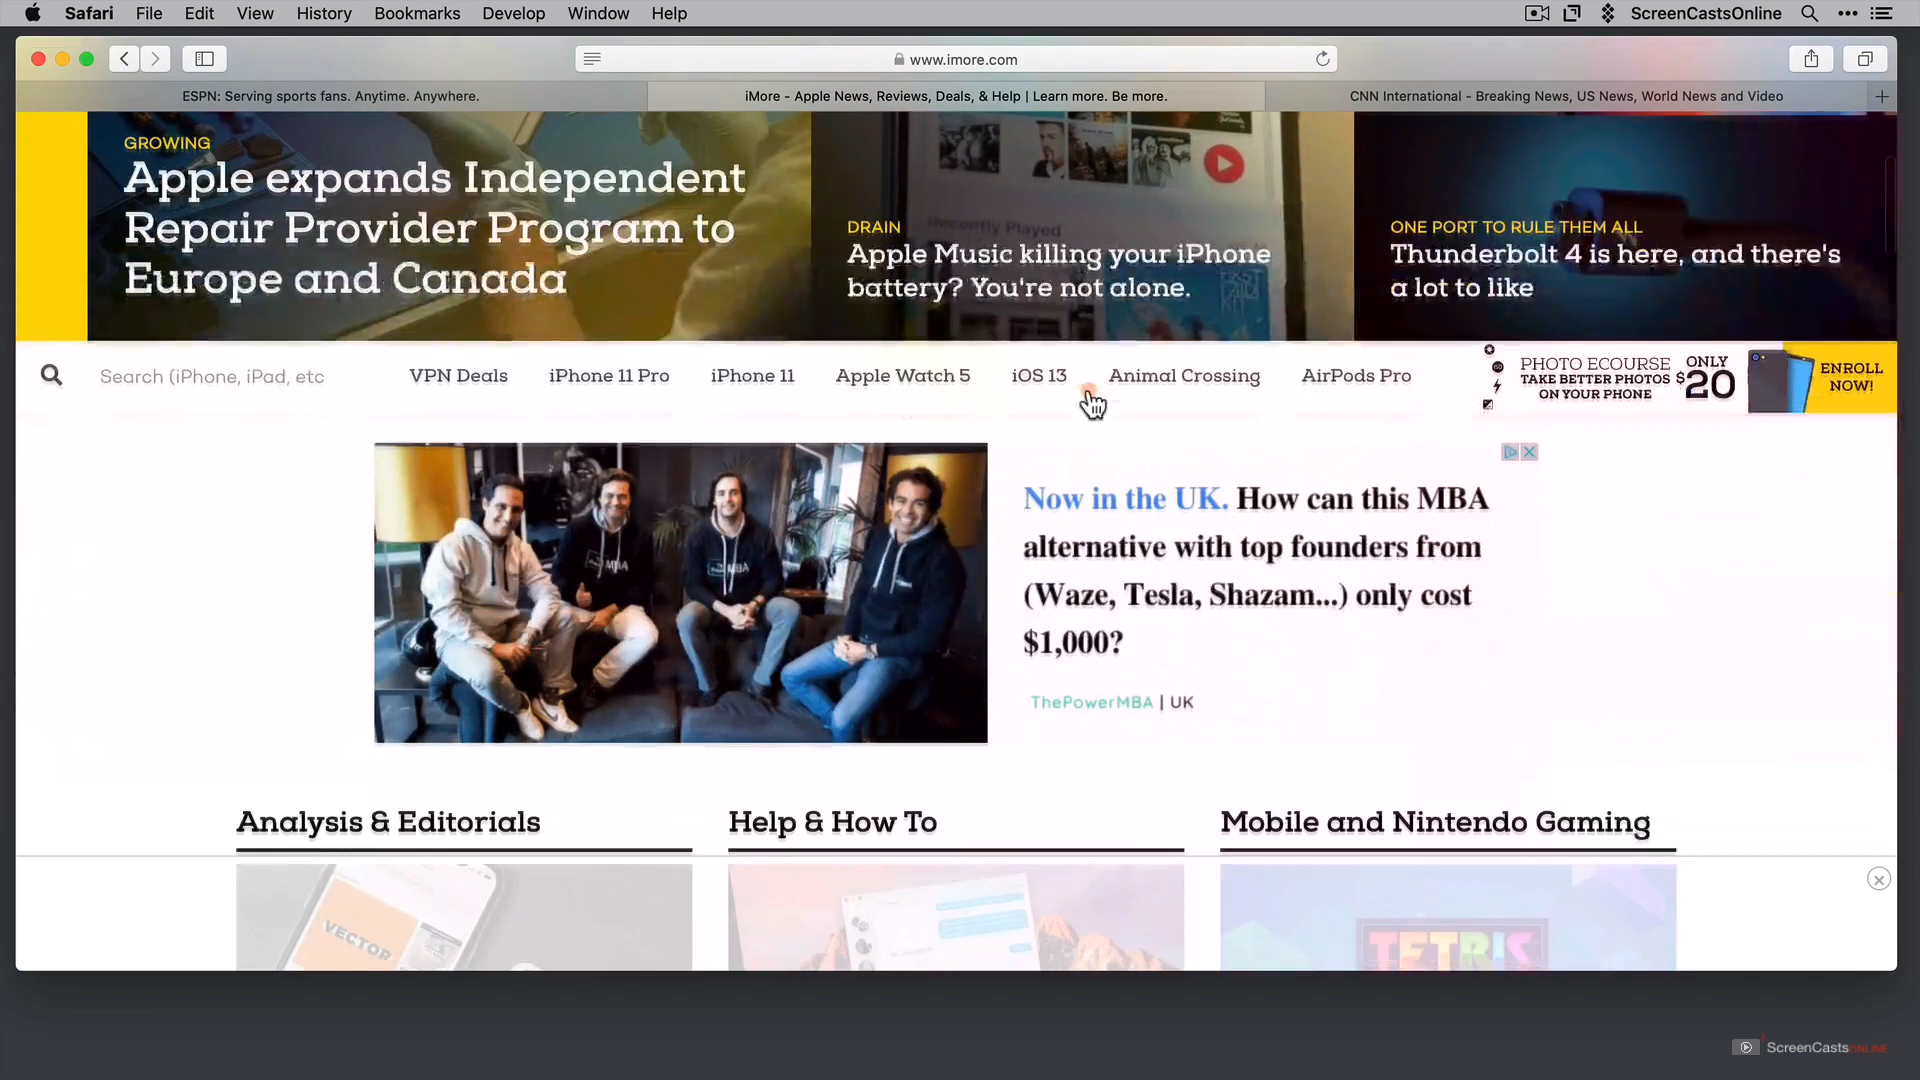 Safari File Edit View History Bookmarks Develop Window Help ScreenCastsOnline
www.imore.com
ESPN: Serving sports fans. Anytime. Anywhere.
iMore - Apple News, Reviews, Deals, & Help | Learn more. Be more.
CNN International - Breaking News, US News, World News and Video
GROWING
Apple expands Independent
Repair Provider Program to
Europe and Canada
Recently Played
DRAIN
Apple Music killing your iPhone
battery? You're not alone.
ONE PORT TO RULE THEM ALL
Thunderbolt 4 is here, and there's
a lot to like
Search (iPhone, iPad, etc
VPN Deals iPhone 11 Pro iPhone 11 Apple Watch 5 iOS 13 Animal Crossing AirPods Pro
PHOTO ECOURSE
TAKE BETTER PHOTOS
ON YOUR PHONE
ONLY
$20
ENROLL
NOW!
Now in the UK. How can this MBA
alternative with top founders from
(Waze, Tesla, Shazam...) only cost
$1,000?
ThePowerMBA | UK
MBA
MBA
Analysis & Editorials
Help & How To
Mobile and Nintendo Gaming
VECTOR
TETRIS
ScreenCastsONLINE